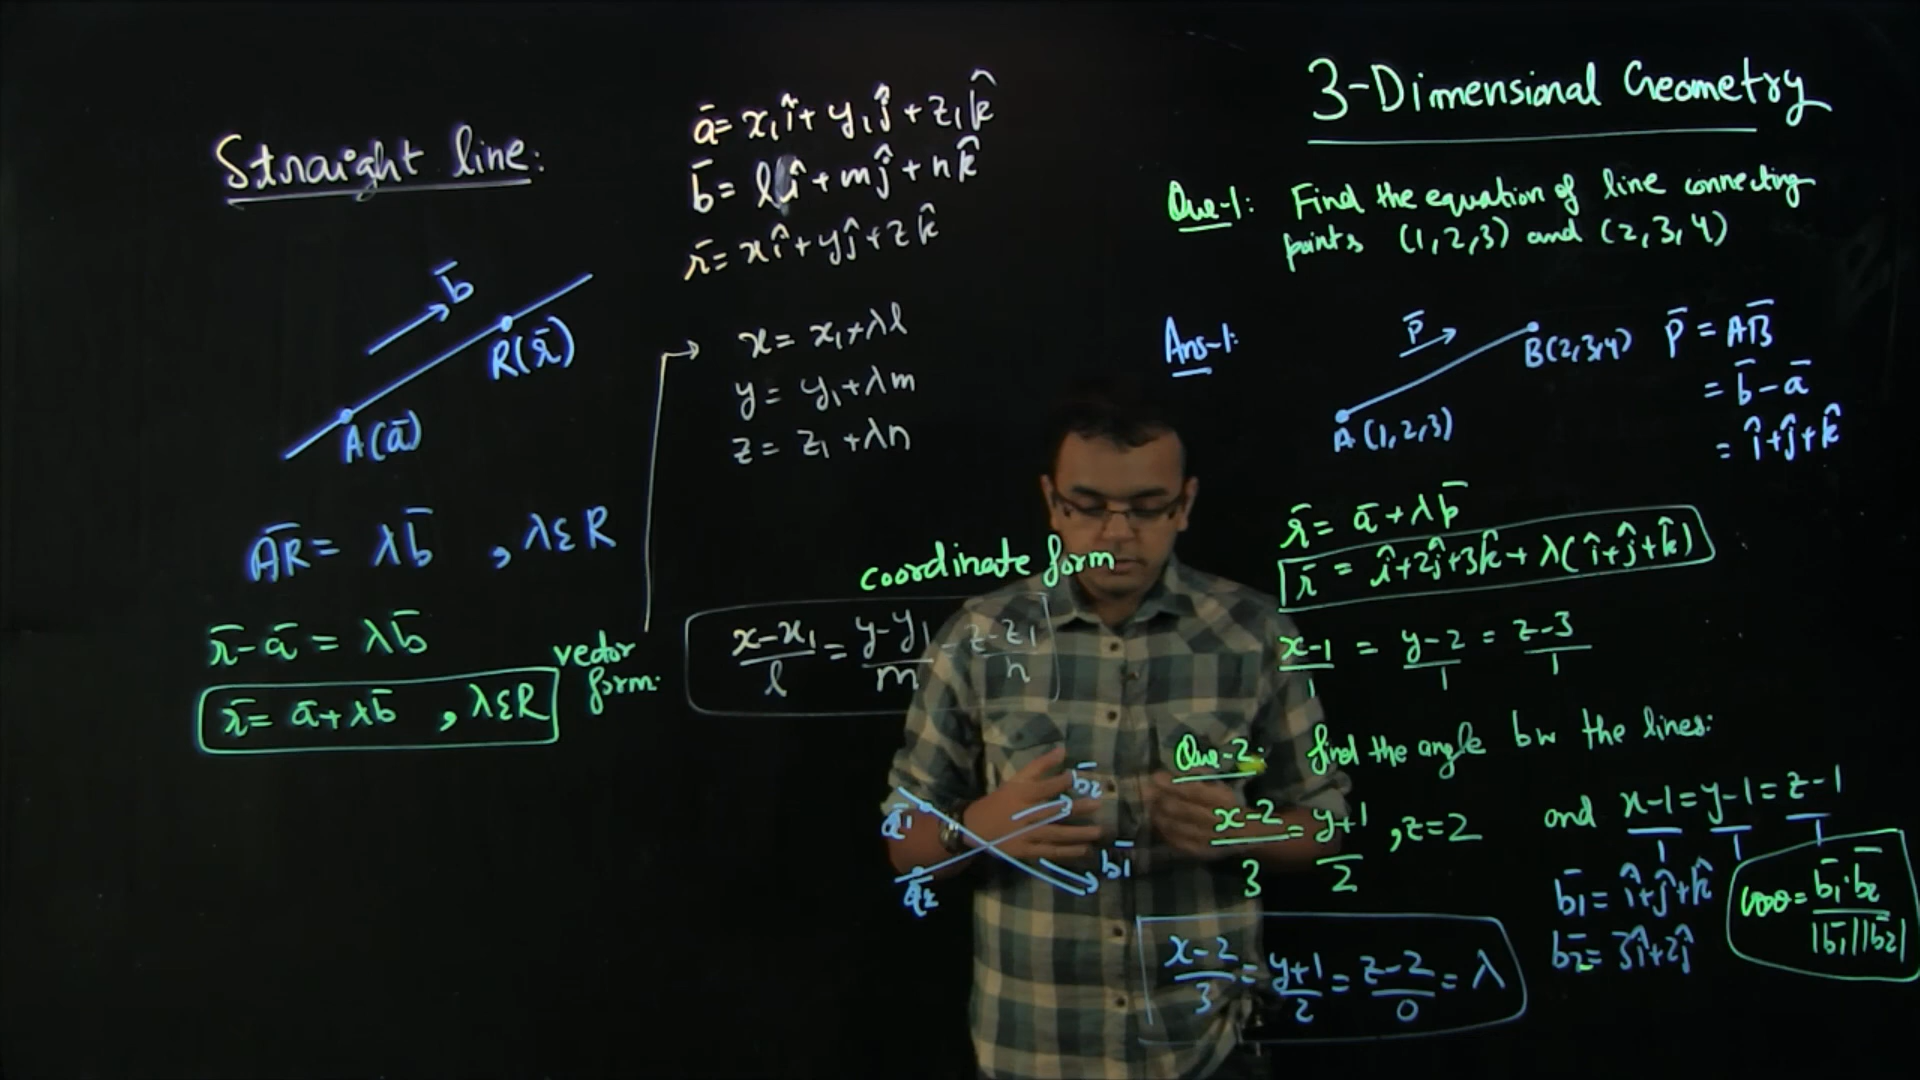 Straight line:
b̄
R(r̄)
A(ā)
A̅R̅ = λb̄ , λεR
r̄-ā = λb̄
r̄= ā+λb̄ , λεR
vector
form.
ā= x₁î+ y₁ĵ + z₁k̂
b̄= lî + mĵ + nk̂
r̄= xî + yĵ + zk̂
x= x₁+λl
y= y₁+λm
z= z₁+λn
coordinate form
x-x₁/l = y-y₁/m = z-z₁/n
ā₁
ā₂
b̄₂
b̄₁
3-Dimensional Geometry
Que-1: Find the equation of line connecting
points (1,2,3) and (2,3,4)
Ans-1:
p̄
A (1,2,3)
B(2,3,4)
p̄ = A̅B̅
= b̄-ā
= î+ĵ+k̂
r̄= ā+λp̄
r̄ = î+2ĵ+3k̂+ λ(î+ĵ+k̂)
x-1/1 = y-2/1 = z-3/1
Que-2: find the angle bw the lines:
x-2/3 = y+1/2 , z=2 and x-1/1 = y-1/1 = z-1/1
b̄₁= î+ĵ+k̂
b̄₂= 3î+2ĵ
cosθ= b̄₁·b̄₂/|b̄₁||b̄₂|
x-2/3 = y+1/2 = z-2/0 = λ